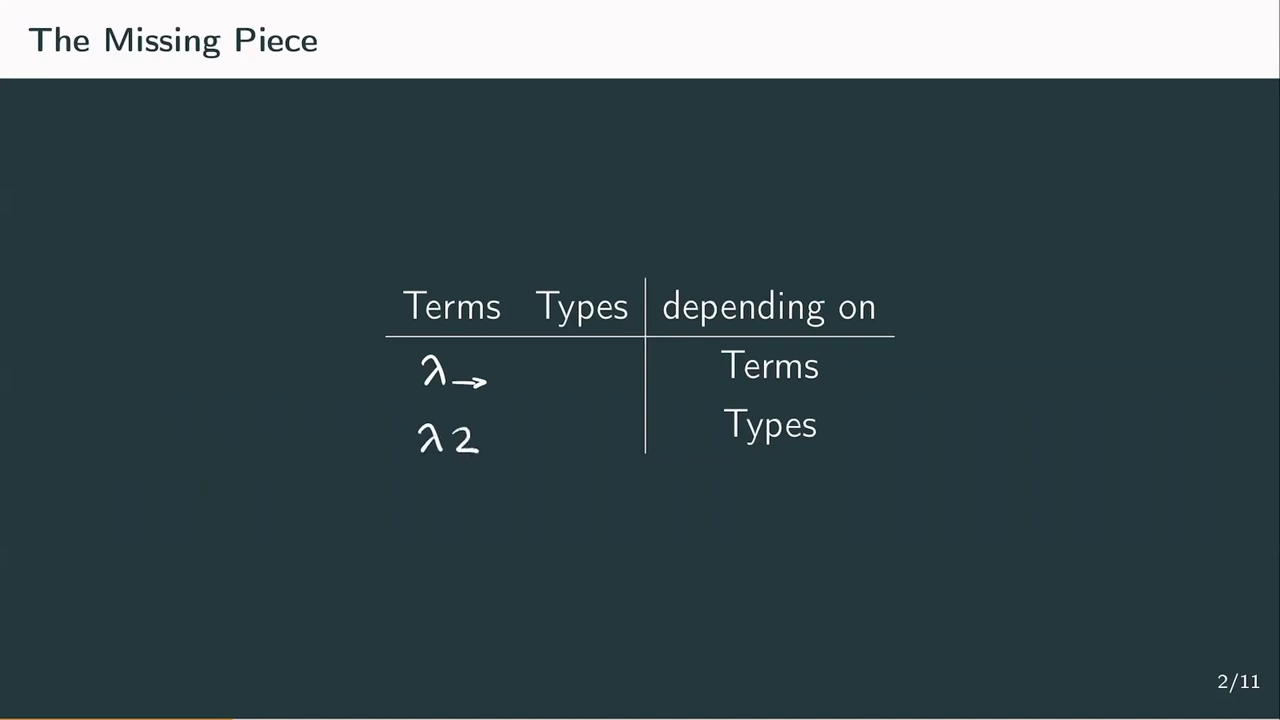 The Missing Piece
Terms Types depending on
λ→ Terms
λ2 Types
2/11